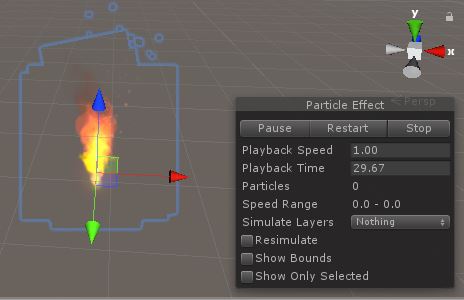 y
x
Persp
Particle Effect
Pause Restart Stop
Playback Speed 1.00
Playback Time 29.67
Particles 0
Speed Range 0.0 - 0.0
Simulate Layers Nothing
Resimulate
Show Bounds
Show Only Selected